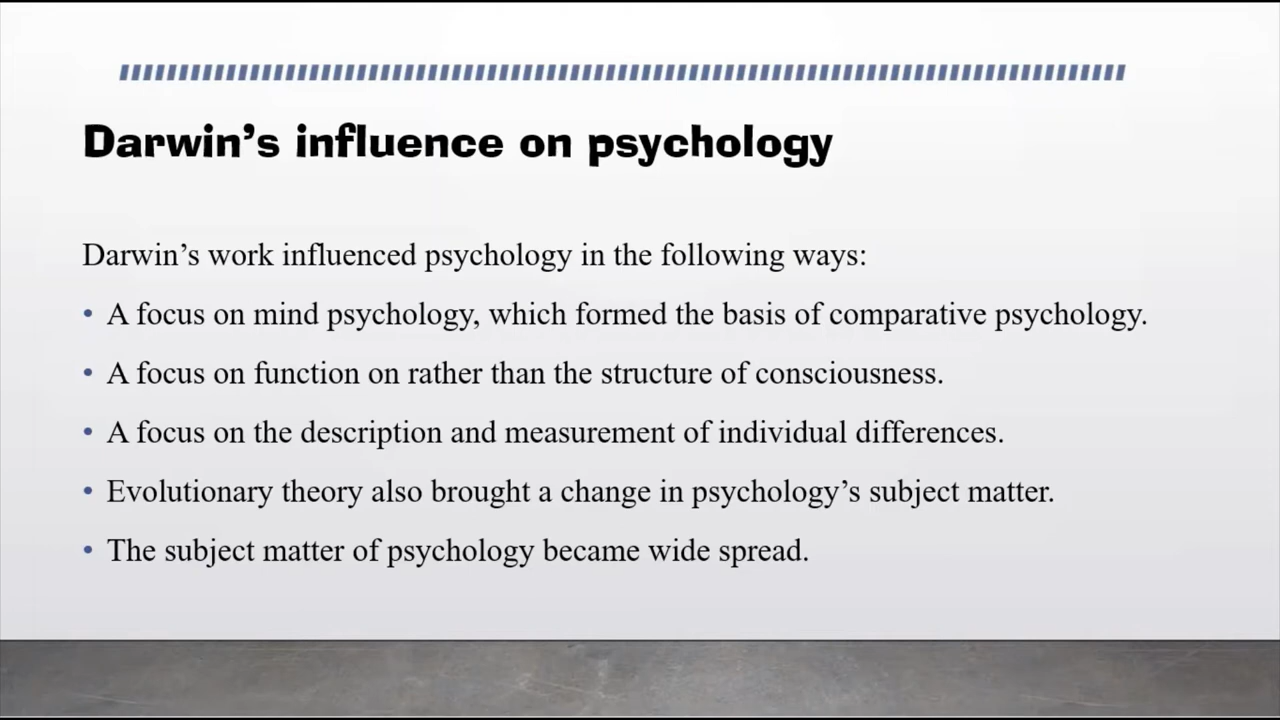 Darwin’s influence on psychology
Darwin’s work influenced psychology in the following ways:
• A focus on mind psychology, which formed the basis of comparative psychology.
• A focus on function on rather than the structure of consciousness.
• A focus on the description and measurement of individual differences.
• Evolutionary theory also brought a change in psychology’s subject matter.
• The subject matter of psychology became wide spread.